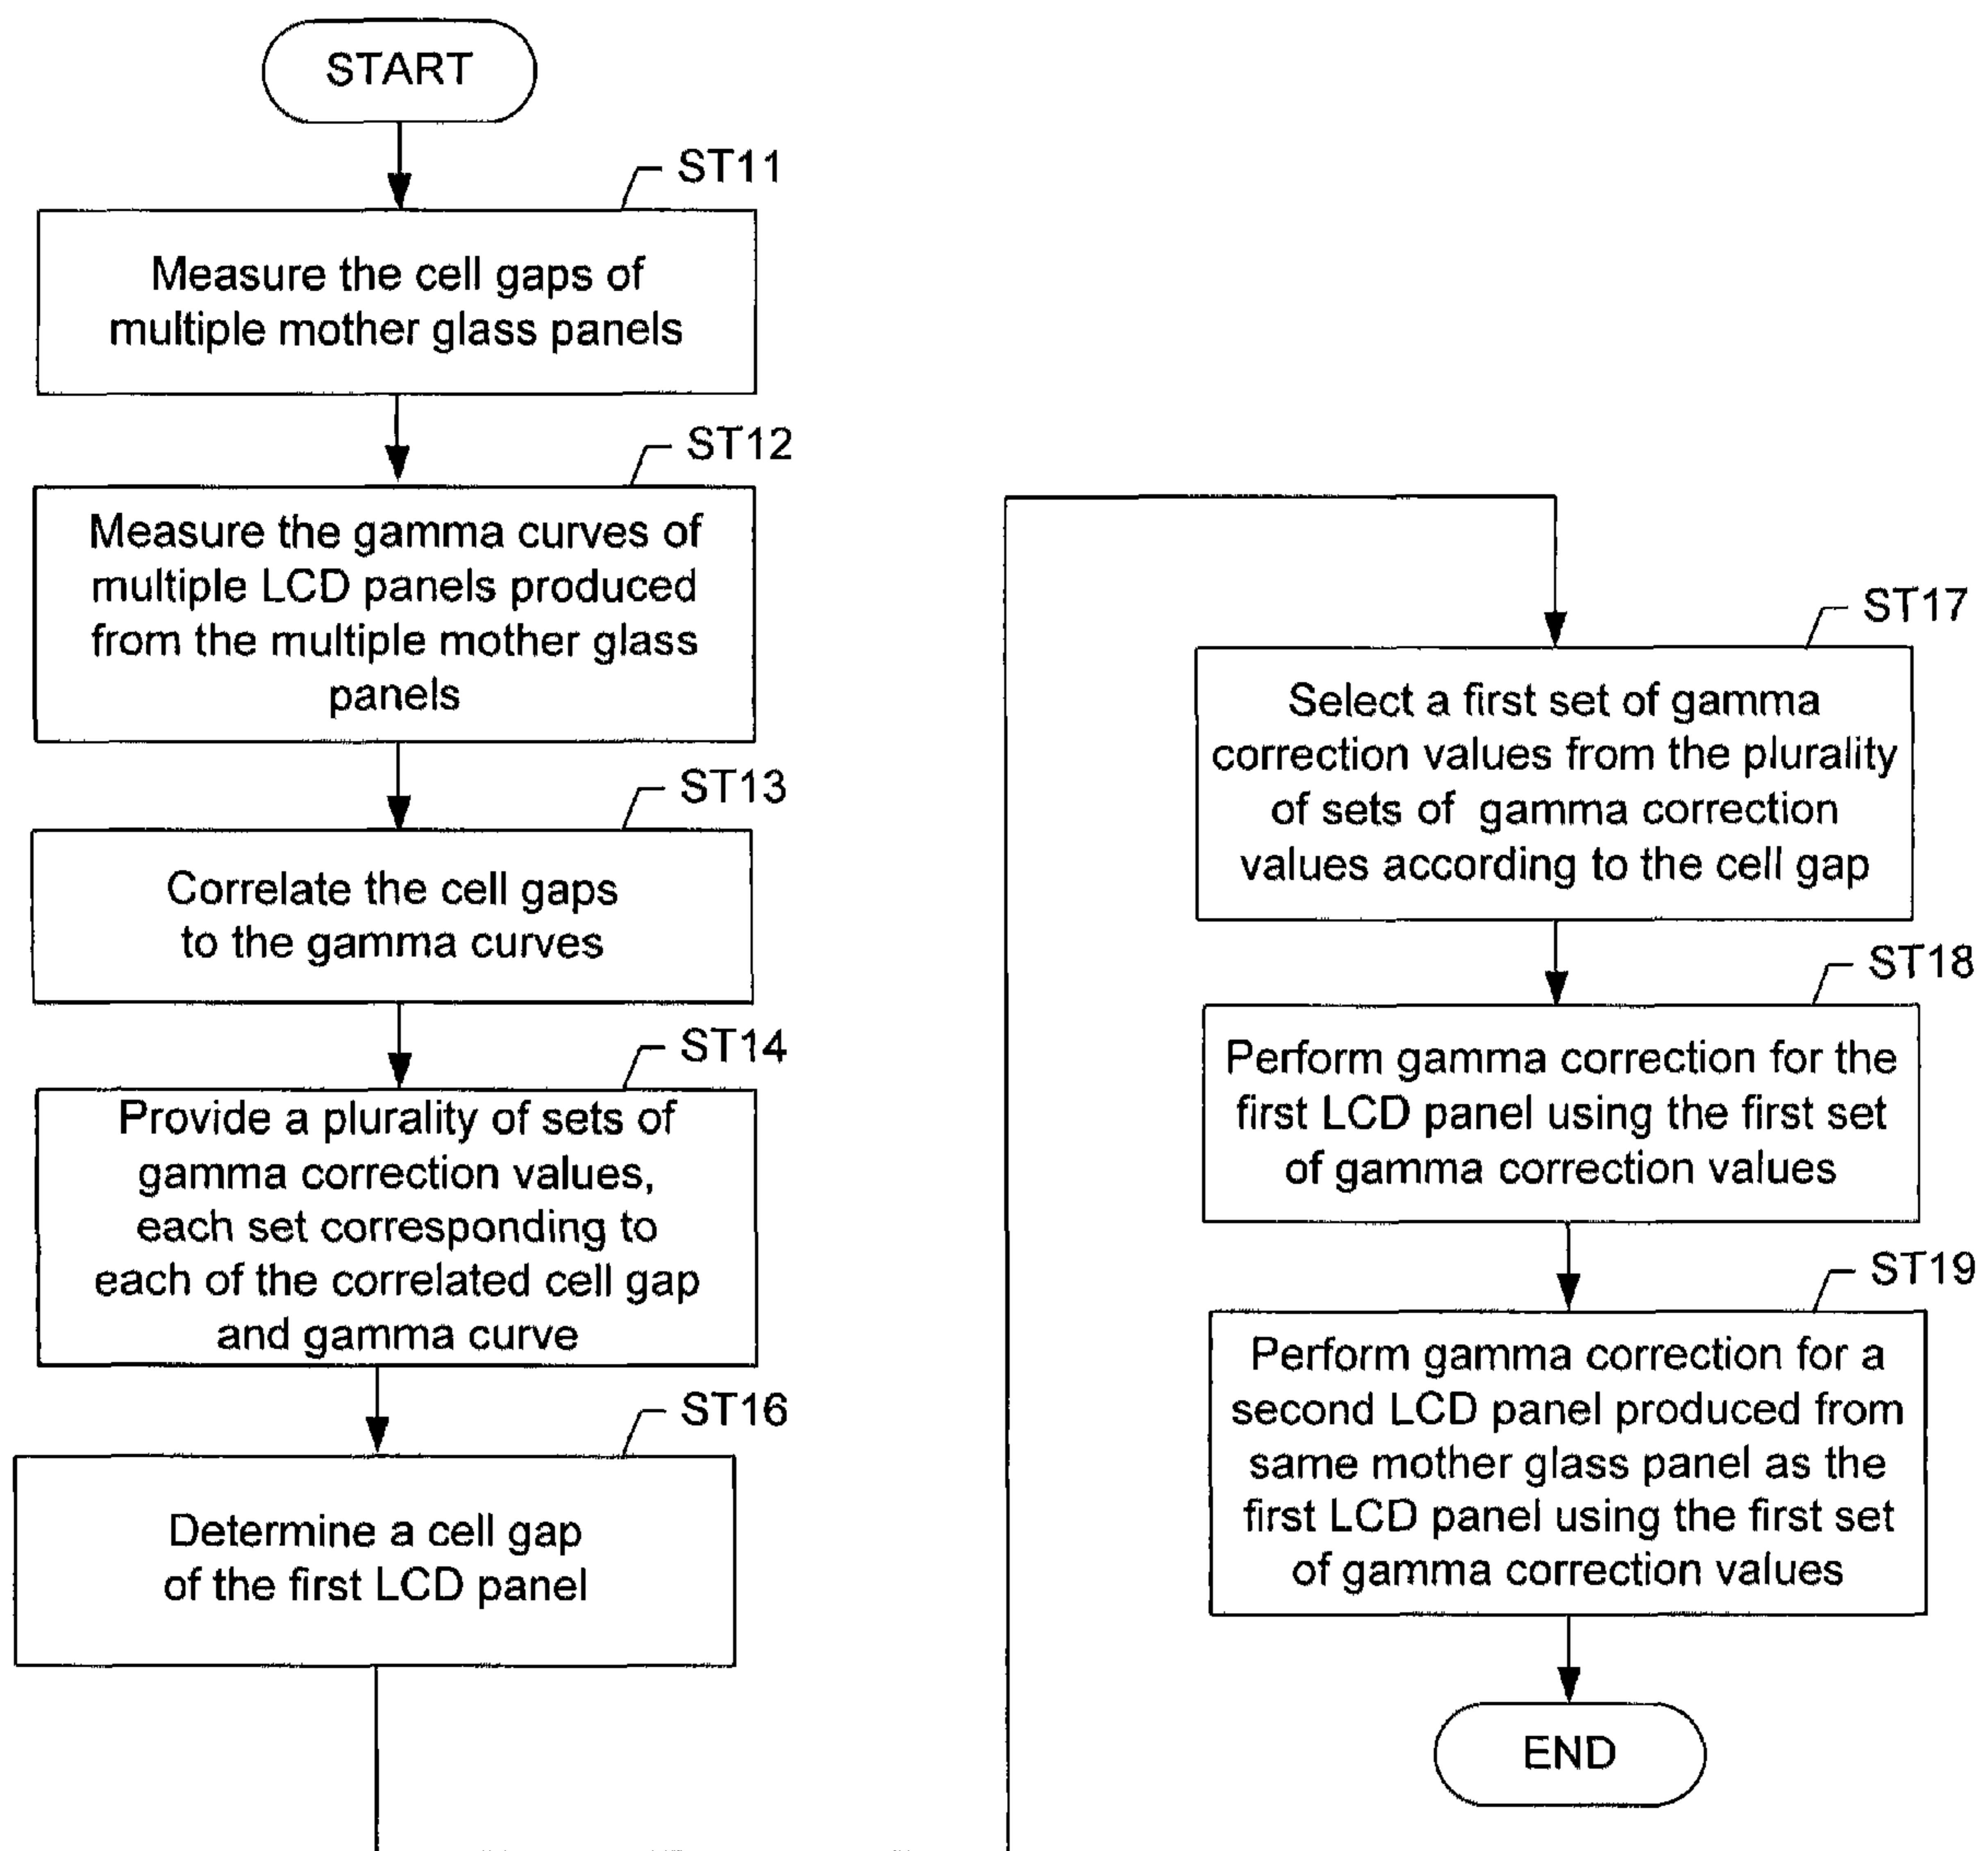 START
ST11
Measure the cell gaps of
multiple mother glass panels
ST12
Measure the gamma curves of
multiple LCD panels produced
from the multiple mother glass
panels
ST13
Correlate the cell gaps
to the gamma curves
ST14
Provide a plurality of sets of
gamma correction values,
each set corresponding to
each of the correlated cell gap
and gamma curve
ST16
Determine a cell gap
of the first LCD panel
ST17
Select a first set of gamma
correction values from the plurality
of sets of gamma correction
values according to the cell gap
ST18
Perform gamma correction for the
first LCD panel using the first set
of gamma correction values
ST19
Perform gamma correction for a
second LCD panel produced from
same mother glass panel as the
first LCD panel using the first set
of gamma correction values
END